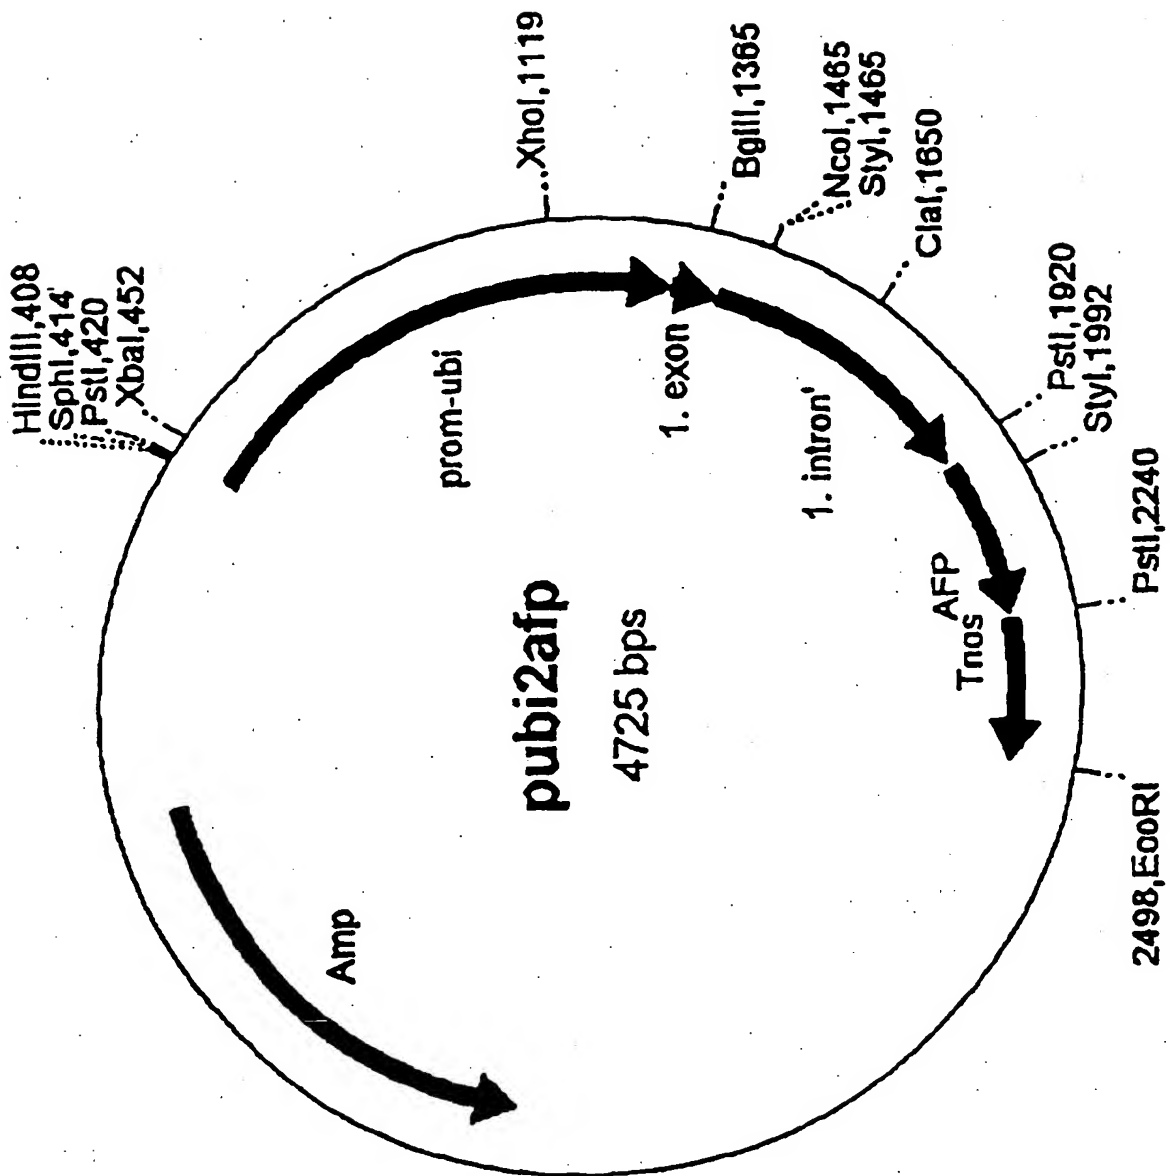 HindIII,408
SphI,414
PstI,420
XbaI,452
XhoI,1119
BglII,1365
NcoI,1465
StyI,1465
ClaI,1650
PstI,1920
StyI,1992
PstI,2240
2498,EcoRI
prom-ubi
1. exon
1. intron'
AFP
Tnos
Amp
pubi2afp
4725 bps